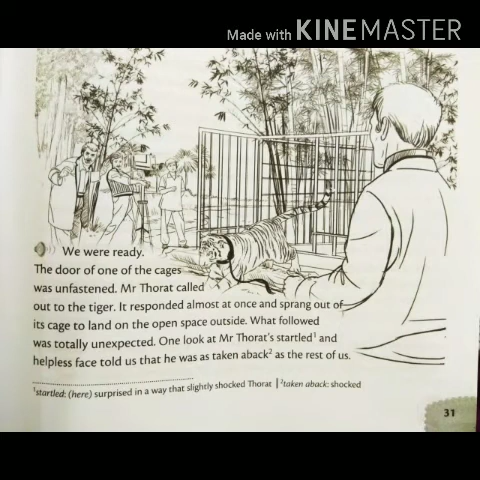 Made with KINEMASTER
We were ready.
The door of one of the cages
was unfastened. Mr Thorat called
out to the tiger. It responded almost at once and sprang out of
its cage to land on the open space outside. What followed
was totally unexpected. One look at Mr Thorat's startled¹ and
helpless face told us that he was as taken aback² as the rest of us.
¹startled: (here) surprised in a way that slightly shocked Thorat | ²taken aback: shocked
31